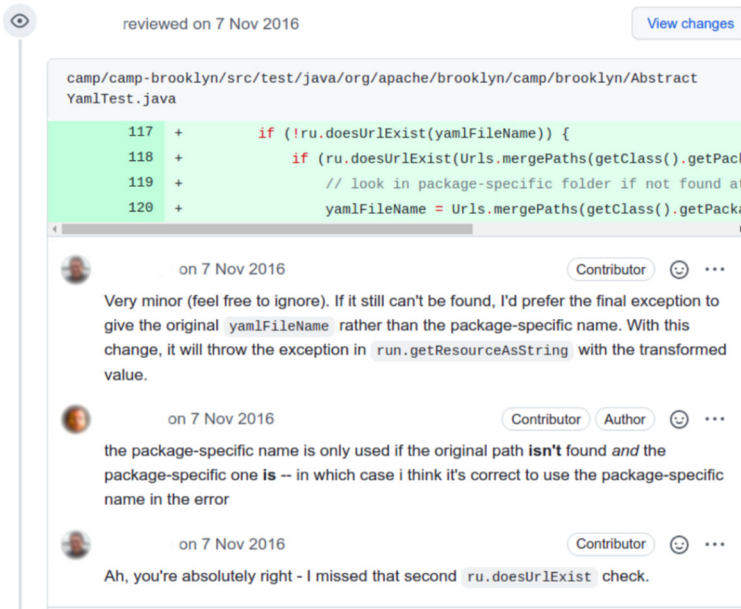 reviewed on 7 Nov 2016
View changes
camp/camp-brooklyn/src/test/java/org/apache/brooklyn/camp/brooklyn/Abstract
YamlTest.java
117 + if (!ru.doesUrlExist(yamlFileName)) {
118 + if (ru.doesUrlExist(Urls.mergePaths(getClass().getPac
119 + // look in package-specific folder if not found a
120 + yamlFileName = Urls.mergePaths(getClass().getPack
on 7 Nov 2016
Contributor
Very minor (feel free to ignore). If it still can't be found, I'd prefer the final exception to
give the original yamlFileName rather than the package-specific name. With this
change, it will throw the exception in run.getResourceAsString with the transformed
value.
on 7 Nov 2016
Contributor Author
the package-specific name is only used if the original path isn't found and the
package-specific one is -- in which case i think it's correct to use the package-specific
name in the error
on 7 Nov 2016
Contributor
Ah, you're absolutely right - I missed that second ru.doesUrlExist check.